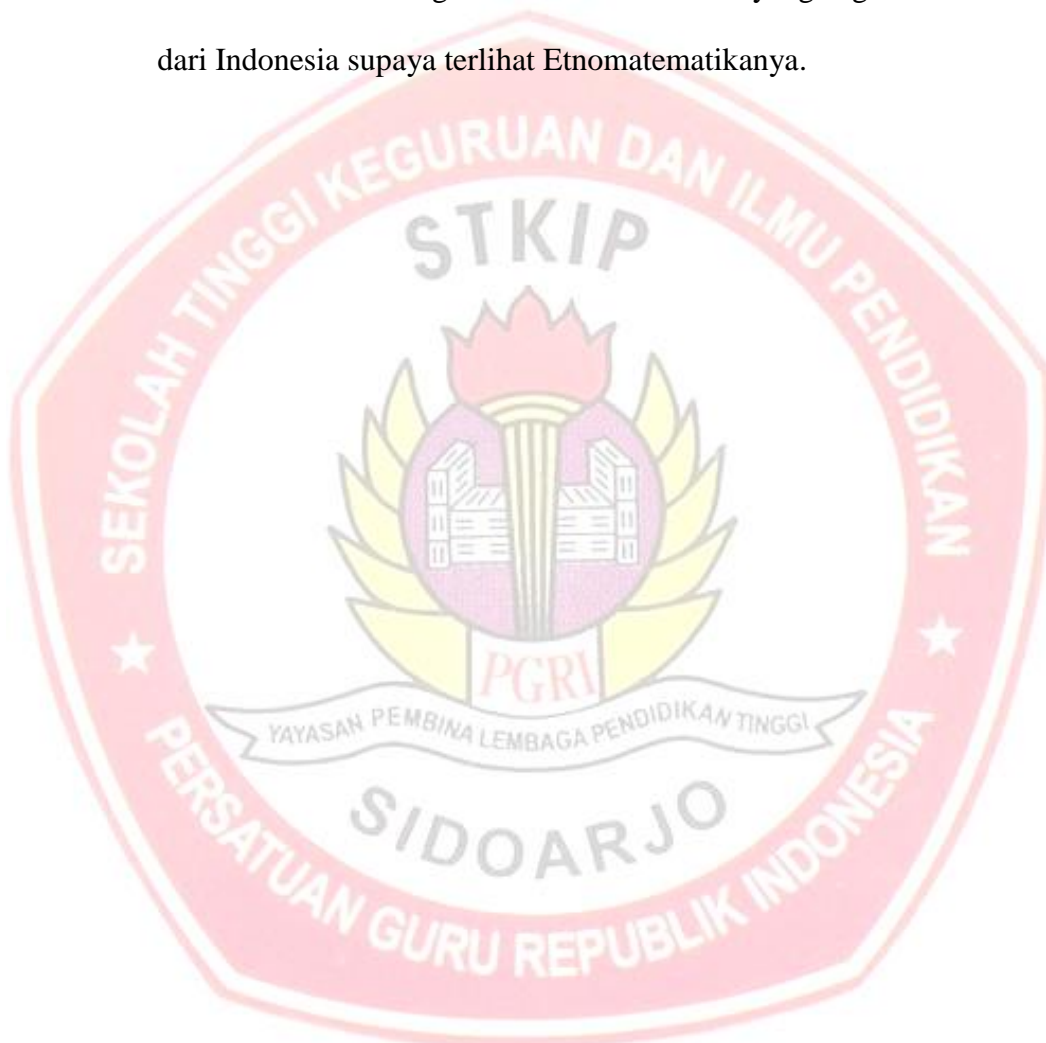 dari Indonesia supaya terlihat Etnomatematikanya.
SEKOLAH TINGGI KEGURUAN DAN ILMU PENDIDIKAN
STKIP
PGRI
YAYASAN PEMBINA LEMBAGA PENDIDIKAN TINGGI
SIDOARJO
PERSATUAN GURU REPUBLIK INDONESIA